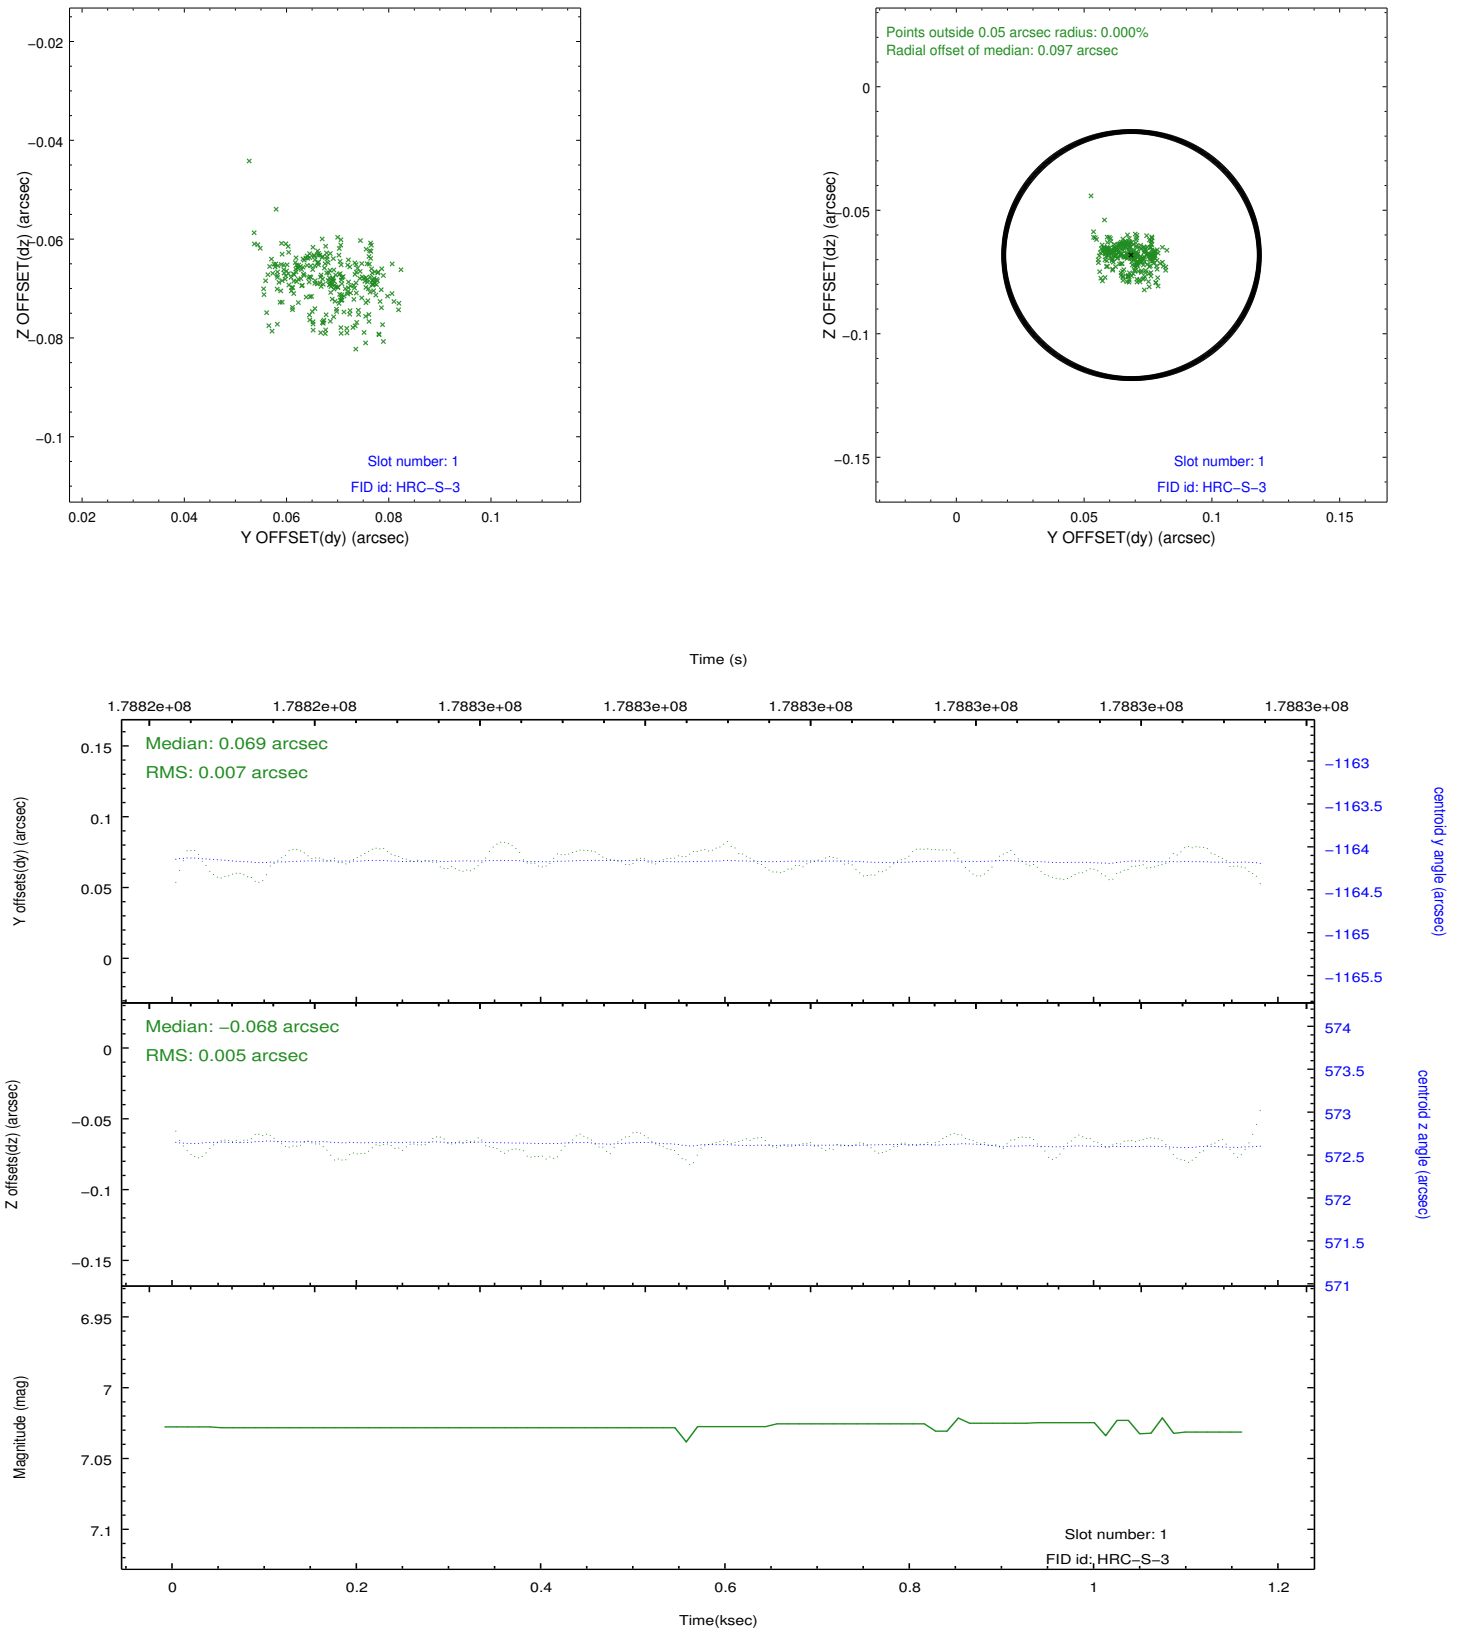 −0.02
−0.04
−0.06
−0.08
−0.1
Z OFFSET(dz) (arcsec)
Slot number: 1
FID id: HRC−S−3
0.02 0.04 0.06 0.08 0.1
Y OFFSET(dy) (arcsec)
Points outside 0.05 arcsec radius: 0.000%
Radial offset of median: 0.097 arcsec
0
−0.05
−0.1
−0.15
Z OFFSET(dz) (arcsec)
Slot number: 1
FID id: HRC−S−3
0 0.05 0.1 0.15
Y OFFSET(dy) (arcsec)
Time (s)
1.7882e+08 1.7882e+08 1.7883e+08 1.7883e+08 1.7883e+08 1.7883e+08 1.7883e+08 1.7883e+08
Median: 0.069 arcsec
RMS: 0.007 arcsec
0.15
0.1
0.05
0
Y offsets(dy) (arcsec)
−1163
−1163.5
−1164
−1164.5
−1165
−1165.5
centroid y angle (arcsec)
Median: −0.068 arcsec
RMS: 0.005 arcsec
0
−0.05
−0.1
−0.15
Z offsets(dz) (arcsec)
574
573.5
573
572.5
572
571.5
571
centroid z angle (arcsec)
6.95
7
7.05
7.1
Magnitude (mag)
Slot number: 1
FID id: HRC−S−3
0 0.2 0.4 0.6 0.8 1 1.2
Time(ksec)